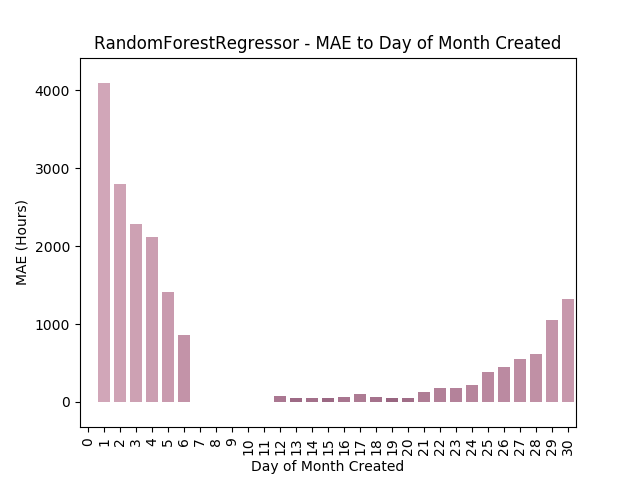 RandomForestRegressor - MAE to Day of Month Created
MAE (Hours)
4000
3000
2000
1000
0
0 1 2 3 4 5 6 7 8 9 10 11 12 13 14 15 16 17 18 19 20 21 22 23 24 25 26 27 28 29 30
Day of Month Created